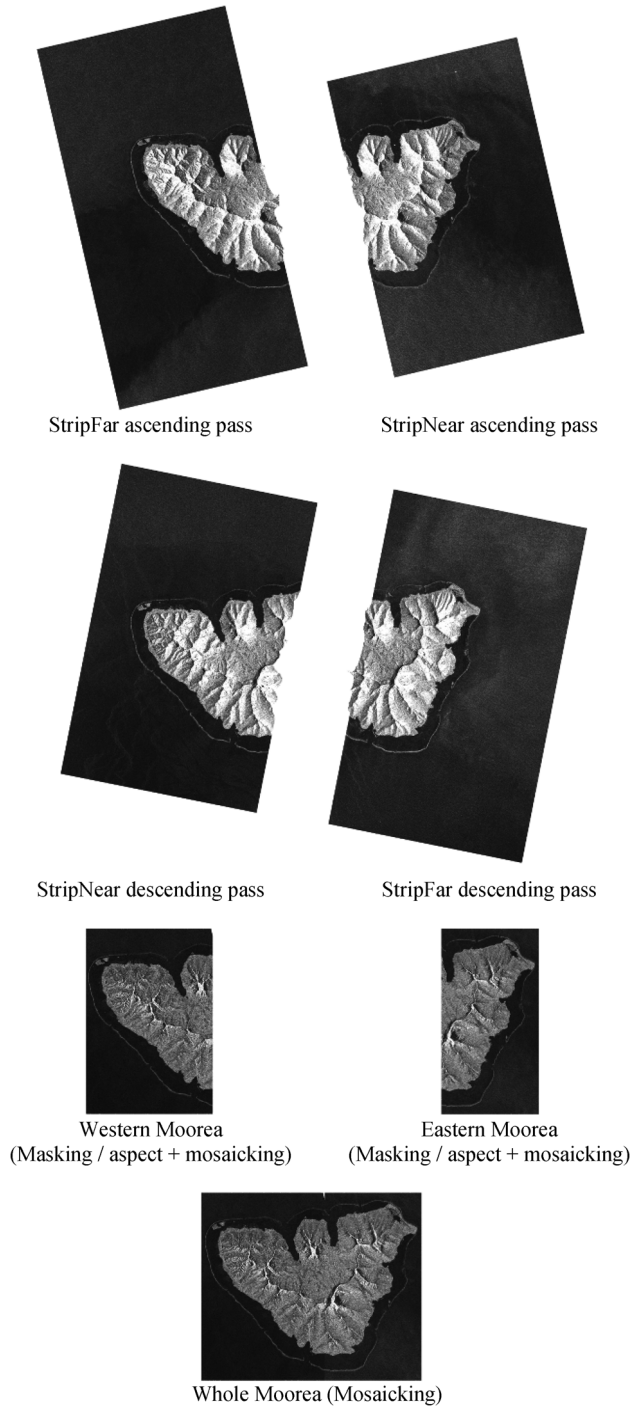 StripFar ascending pass
StripNear ascending pass
StripNear descending pass
StripFar descending pass
Western Moorea
(Masking / aspect + mosaicking)
Eastern Moorea
(Masking / aspect + mosaicking)
Whole Moorea (Mosaicking)